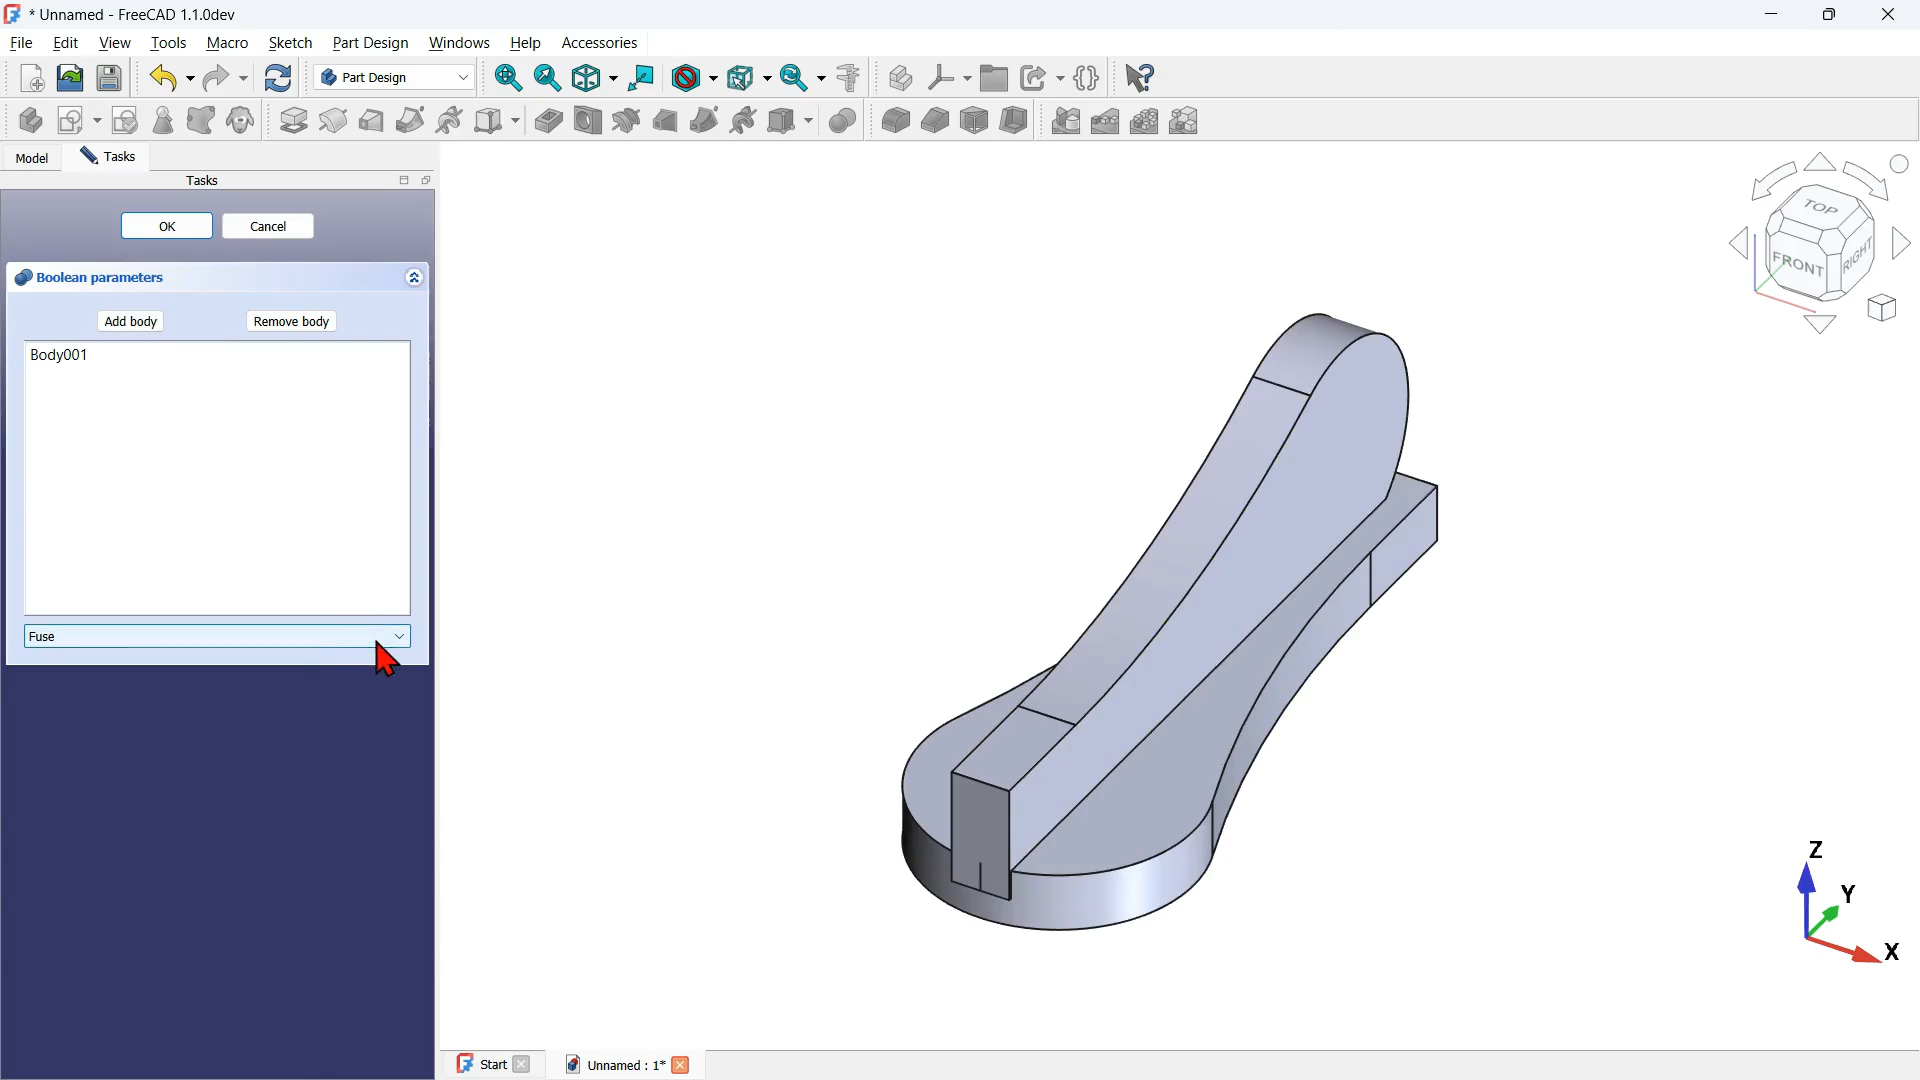 * Unnamed - FreeCAD 1.1.0dev
File Edit View Tools Macro Sketch Part Design Windows Help Accessories
Part Design
Model Tasks
Tasks
OK Cancel
Boolean parameters
Add body Remove body
Body001
Fuse
TOP
FRONT
RIGHT
Z
Y
X
Start
Unnamed : 1*